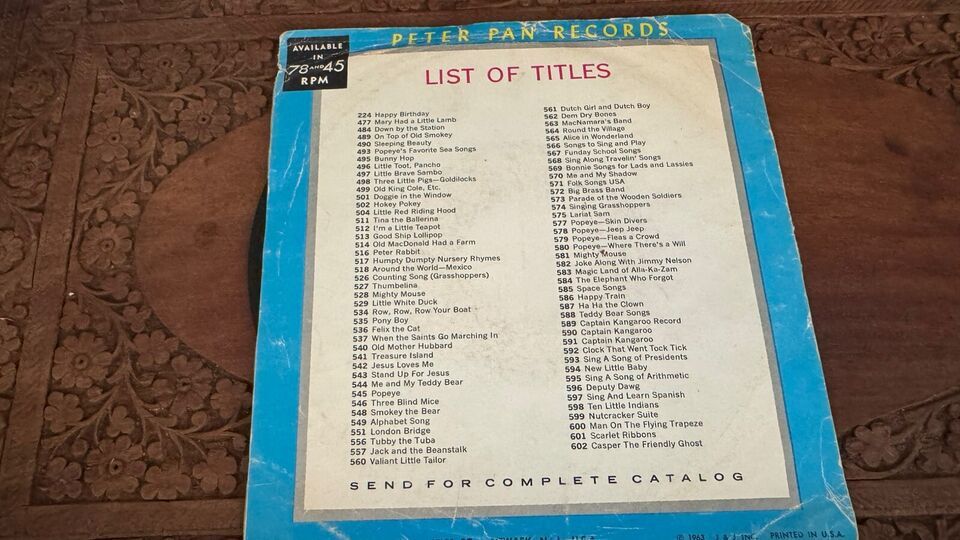 PETER PAN RECORDS
AVAILABLE
IN
78 AND 45
RPM
LIST OF TITLES
224 Happy Birthday
477 Mary Had a Little Lamb
484 Down by the Station
489 On Top of Old Smokey
490 Sleeping Beauty
493 Popeye's Favorite Sea Songs
495 Bunny Hop
496 Little Toot, Pancho
497 Little Brave Sambo
498 Three Little Pigs—Goldilocks
499 Old King Cole, Etc.
501 Doggie in the Window
502 Hokey Pokey
504 Little Red Riding Hood
511 Tina the Ballerina
512 I'm a Little Teapot
513 Good Ship Lollipop
514 Old MacDonald Had a Farm
516 Peter Rabbit
517 Humpty Dumpty Nursery Rhymes
518 Around the World—Mexico
526 Counting Song (Grasshoppers)
527 Thumbelina
528 Mighty Mouse
529 Little White Duck
534 Row, Row, Row Your Boat
535 Pony Boy
536 Felix the Cat
537 When the Saints Go Marching In
540 Old Mother Hubbard
541 Treasure Island
542 Jesus Loves Me
543 Stand Up For Jesus
544 Me and My Teddy Bear
545 Popeye
546 Three Blind Mice
548 Smokey the Bear
549 Alphabet Song
551 London Bridge
556 Tubby the Tuba
557 Jack and the Beanstalk
560 Valiant Little Tailor
561 Dutch Girl and Dutch Boy
562 Dem Dry Bones
563 MacNamara's Band
564 Round the Village
565 Alice in Wonderland
566 Songs to Sing and Play
567 Funday School Songs
568 Sing Along Travelin' Songs
569 Bonnie Songs for Lads and Lassies
570 Me and My Shadow
571 Folk Songs USA
572 Big Brass Band
573 Parade of the Wooden Soldiers
574 Singing Grasshoppers
575 Lariat Sam
577 Popeye—Skin Divers
578 Popeye—Jeep Jeep
579 Popeye—Fleas a Crowd
580 Popeye—Where There's a Will
581 Mighty Mouse
582 Joke Along With Jimmy Nelson
583 Magic Land of Alla-Ka-Zam
584 The Elephant Who Forgot
585 Space Songs
586 Happy Train
587 Ha Ha the Clown
588 Teddy Bear Songs
589 Captain Kangaroo Record
590 Captain Kangaroo
591 Captain Kangaroo
592 Clock That Went Tock Tick
593 Sing A Song of Presidents
594 New Little Baby
595 Sing A Song of Arithmetic
596 Deputy Dawg
597 Sing And Learn Spanish
598 Ten Little Indians
599 Nutcracker Suite
600 Man On The Flying Trapeze
601 Scarlet Ribbons
602 Casper The Friendly Ghost
SEND FOR COMPLETE CATALOG
1963 PRINTED IN U.S.A.